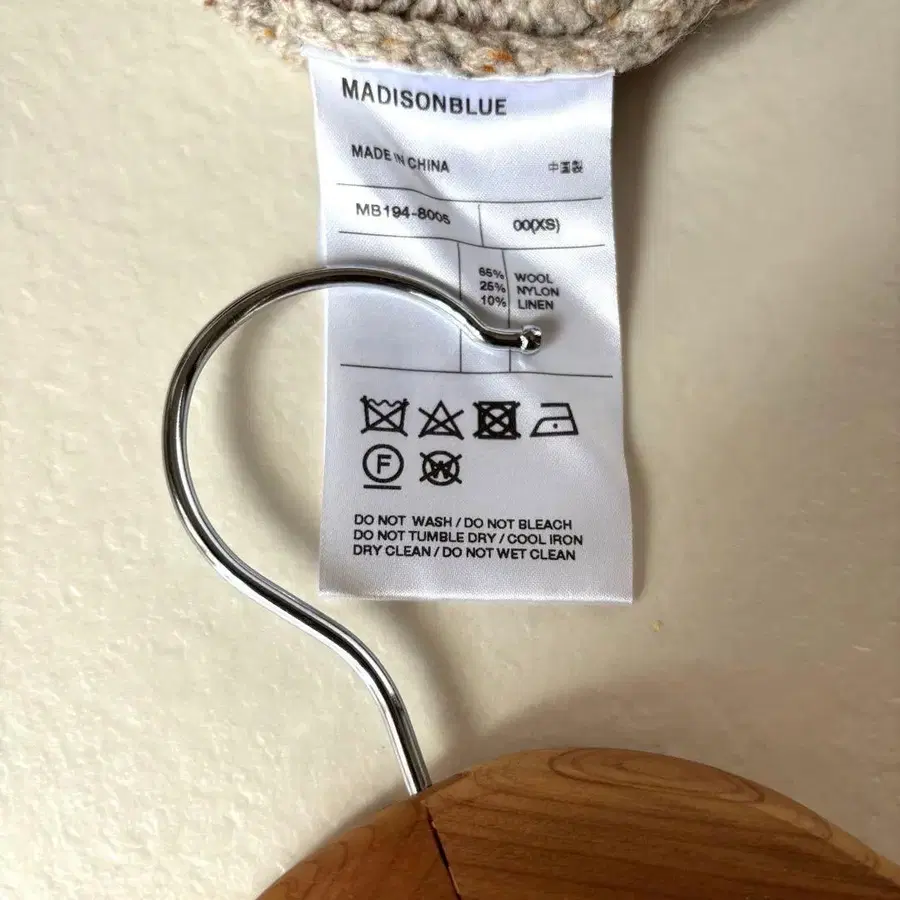 MADISONBLUE
MADE IN CHINA 中国製
MB194-8005 00(XS)
65% WOOL
25% NYLON
10% LINEN
F W
DO NOT WASH / DO NOT BLEACH
DO NOT TUMBLE DRY / COOL IRON
DRY CLEAN / DO NOT WET CLEAN